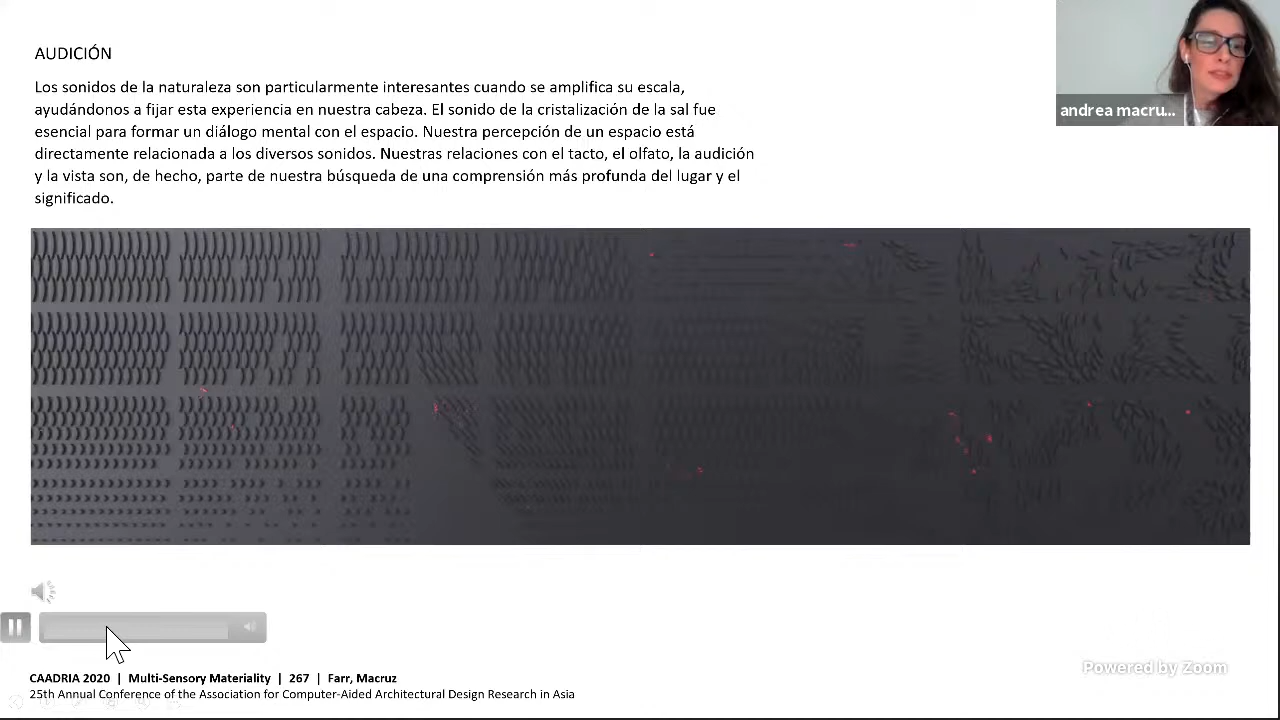 AUDICIÓN
Los sonidos de la naturaleza son particularmente interesantes cuando se amplifica su escala,
ayudándonos a fijar esta experiencia en nuestra cabeza. El sonido de la cristalización de la sal fue
esencial para formar un diálogo mental con el espacio. Nuestra percepción de un espacio está
directamente relacionada a los diversos sonidos. Nuestras relaciones con el tacto, el olfato, la audición
y la vista son, de hecho, parte de nuestra búsqueda de una comprensión más profunda del lugar y el
significado.
andrea macru...
Powered by Zoom
CAADRIA 2020 | Multi-Sensory Materiality | 267 | Farr, Macruz
25th Annual Conference of the Association for Computer-Aided Architectural Design Research in Asia